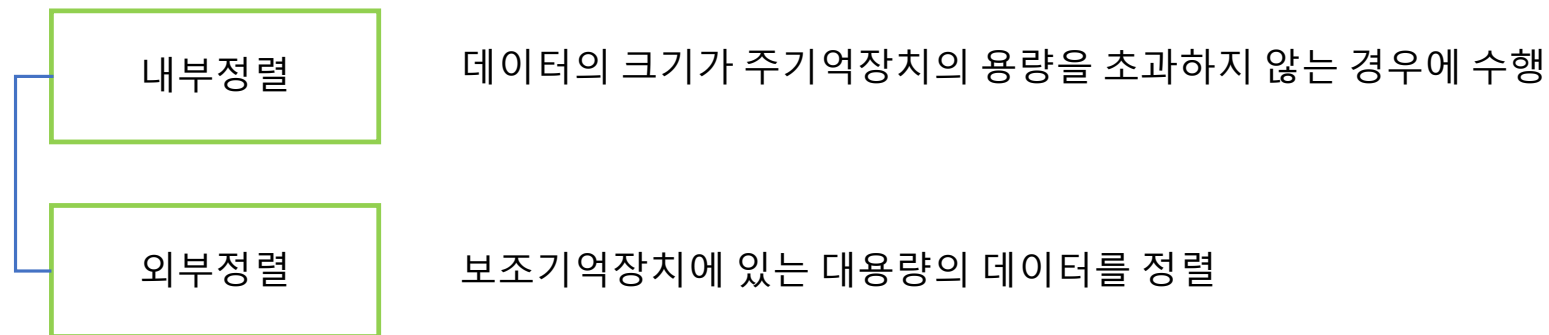 내부정렬
데이터의 크기가 주기억장치의 용량을 초과하지 않는 경우에 수행
외부정렬
보조기억장치에 있는 대용량의 데이터를 정렬